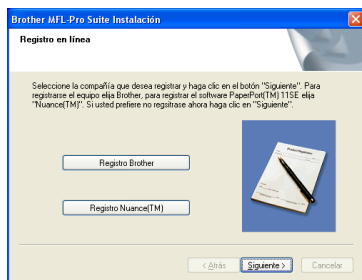 Brother MFL-Pro Suite Instalación
Registro en línea
Seleccione la compañía que desea registrar y haga clic en el botón "Siguiente". Para
registrarse el equipo elija Brother, para registrar el software PaperPort(TM) 11SE elija
"Nuance(TM)". Si usted prefiere no regsitrase ahora haga clic en "Siguiente".
Registro Brother
Registro Nuance(TM)
< Atrás
Siguiente >
Cancelar